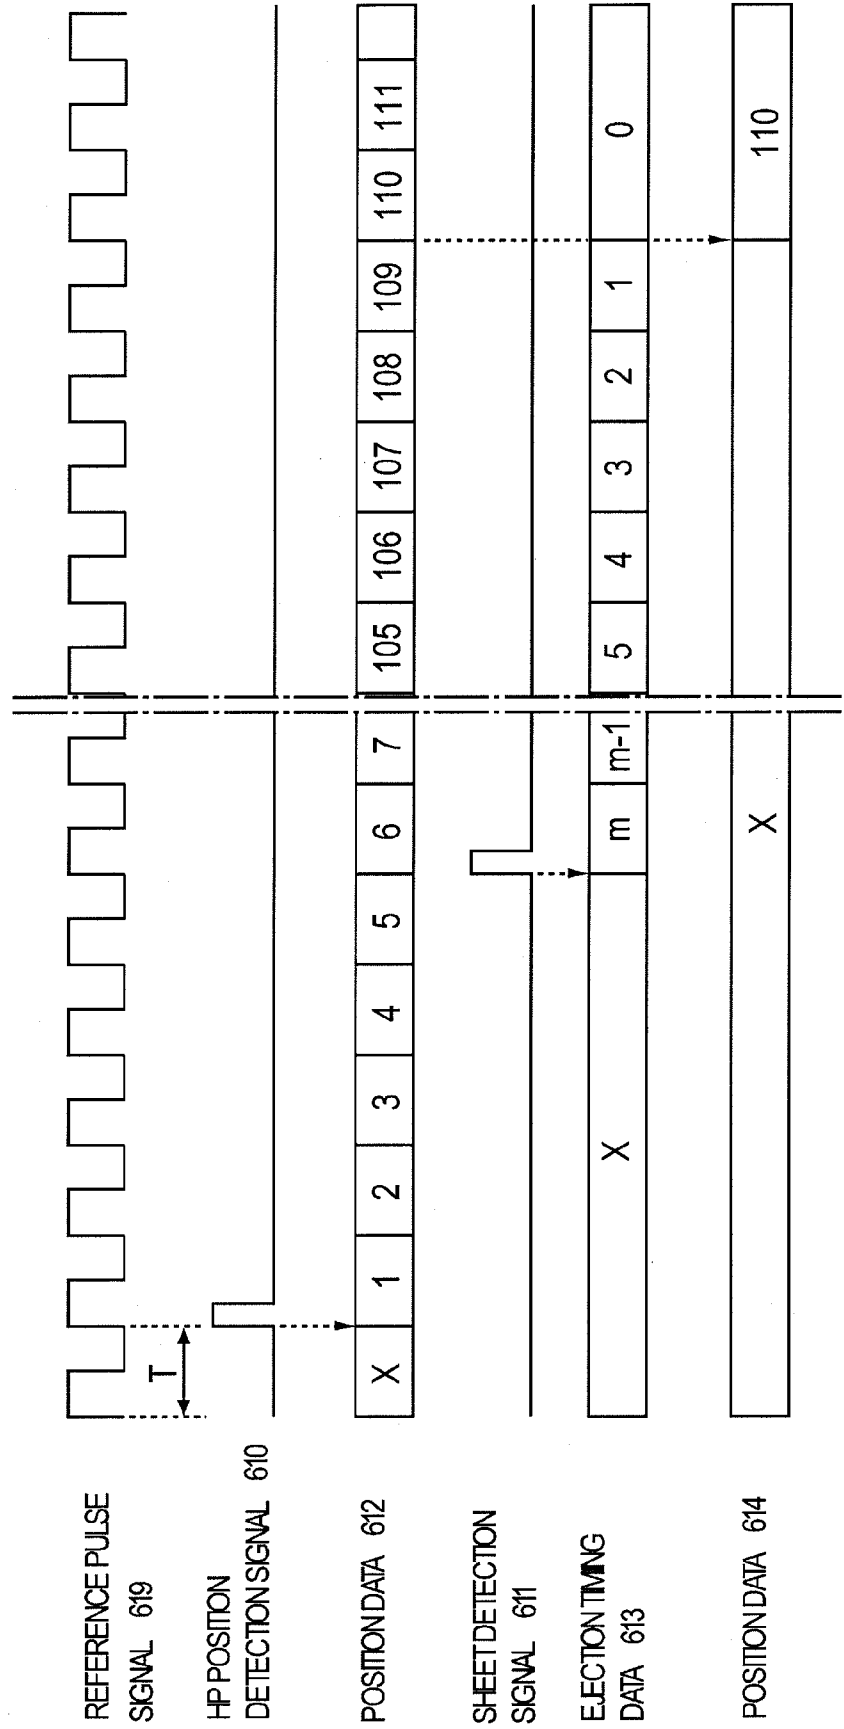 REFERENCE PULSE
SIGNAL 619
T
HP POSITION
DETECTION SIGNAL 610
POSITION DATA 612
X 1 2 3 4 5 6 7 105 106 107 108 109 110 111
SHEET DETECTION
SIGNAL 611
EJECTION TIMING
DATA 613
X m m-1 5 4 3 2 1 0
POSITION DATA 614
X 110